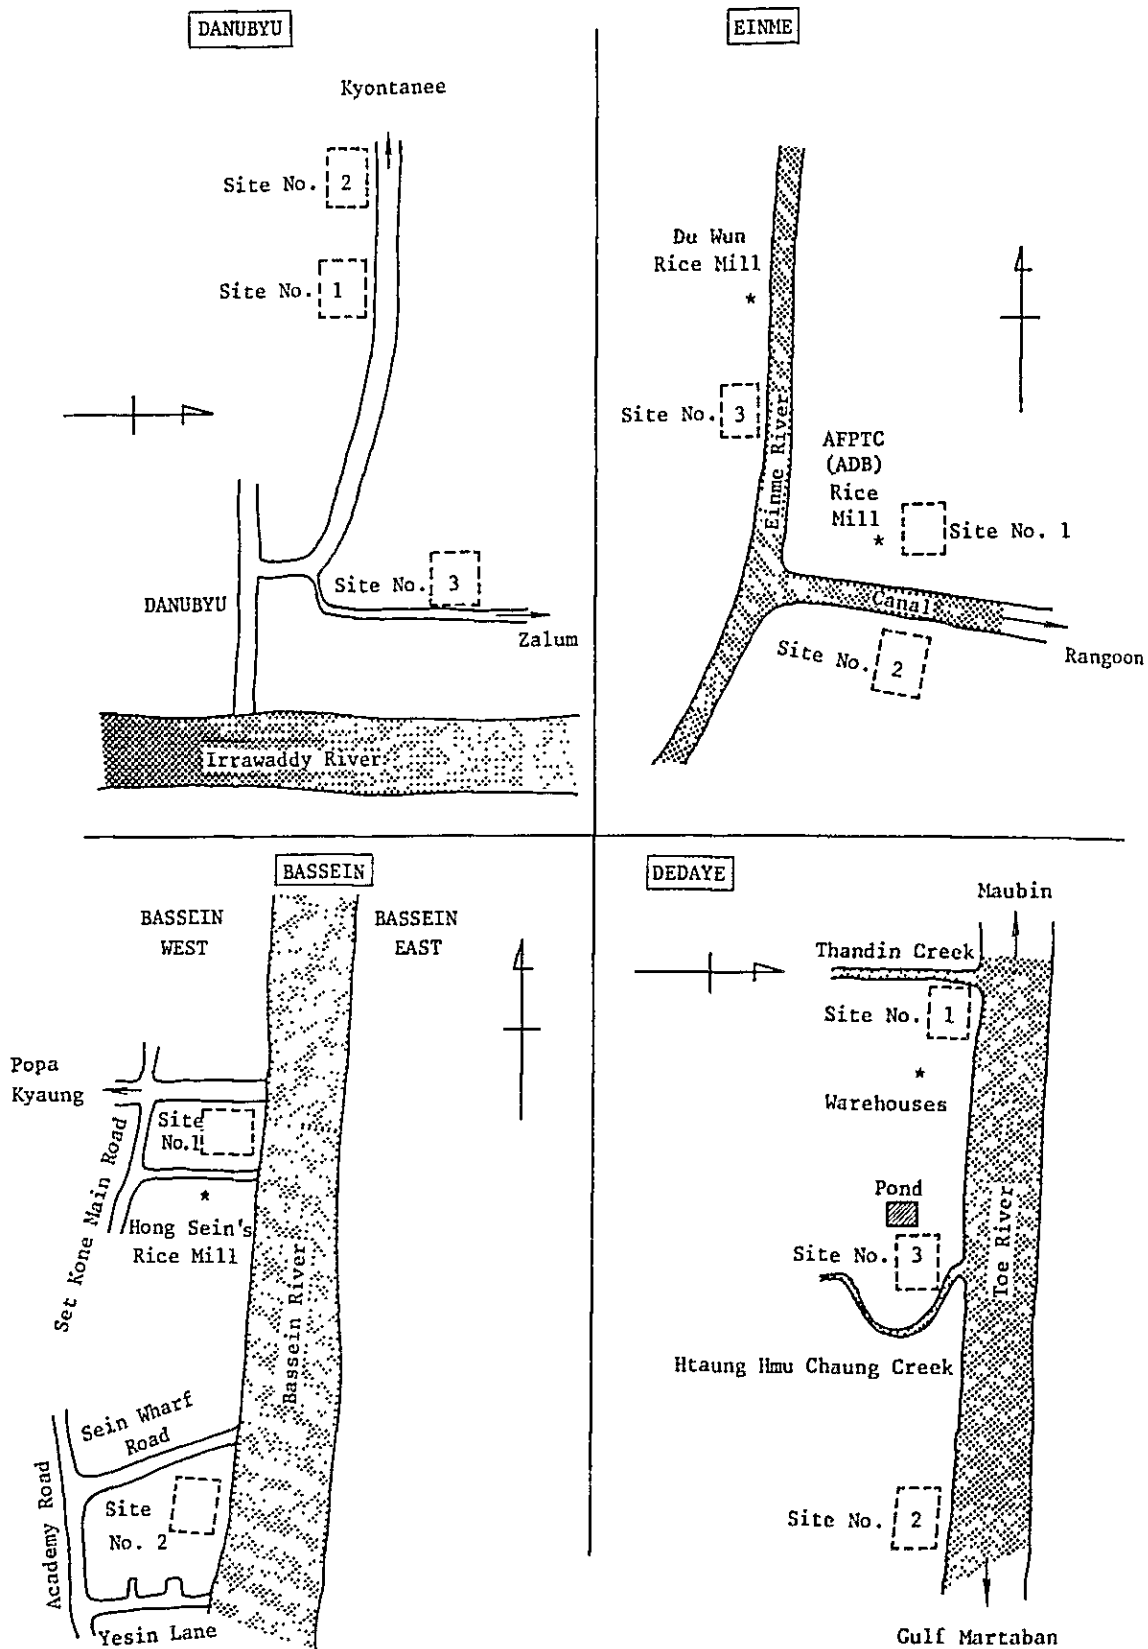 DANUBYU
Kyontanee
Site No. 2
Site No. 1
Site No. 3
DANUBYU
Zalum
Irrawaddy River
EINME
Du Wun
Rice Mill
*
Site No. 3
Einme River
AFPTC
(ADB)
Rice
Mill
*
Site No. 1
Canal
Site No. 2
Rangoon
BASSEIN
BASSEIN
WEST
BASSEIN
EAST
Popa
Kyaung
Site
No.1
Set Kone Main Road
*
Hong Sein's
Rice Mill
Bassein River
Sein Wharf
Road
Academy Road
Site
No. 2
Yesin Lane
DEDAYE
Maubin
Thandin Creek
Site No. 1
*
Warehouses
Pond
Site No. 3
Toe River
Htaung Hmu Chaung Creek
Site No. 2
Gulf Martaban